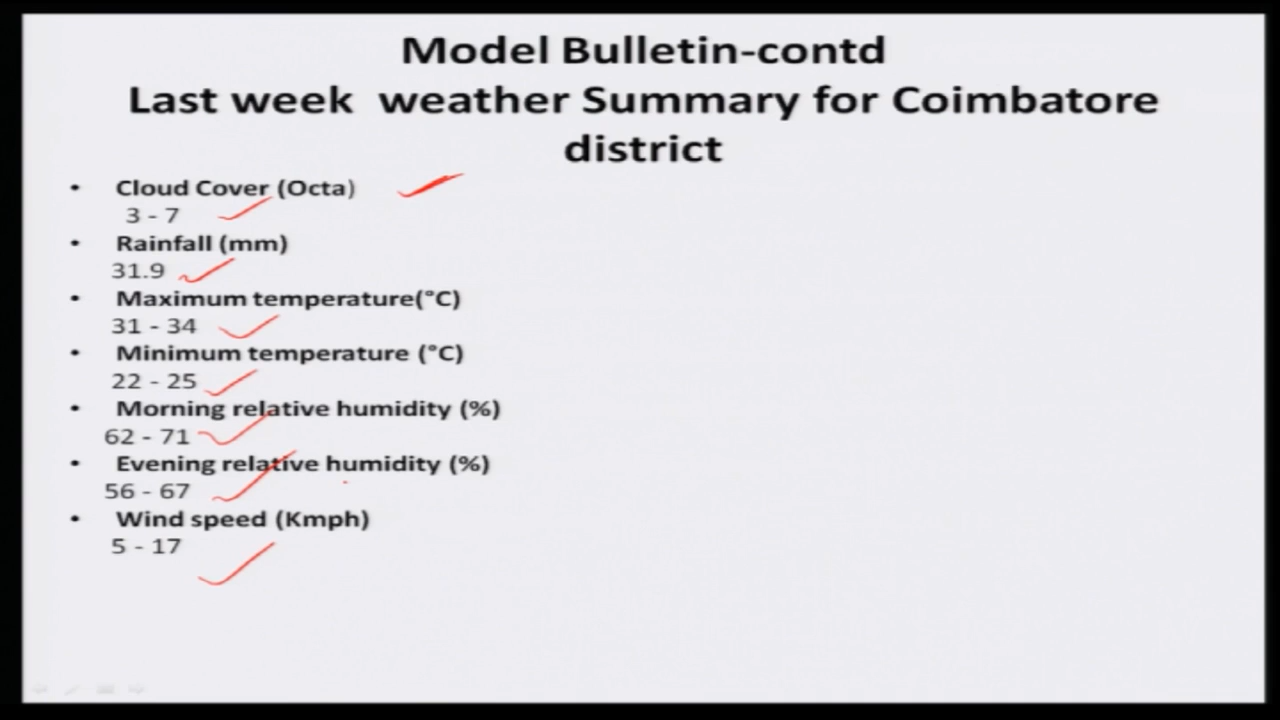 Model Bulletin-contd
Last week weather Summary for Coimbatore
district
• Cloud Cover (Octa)
3 - 7
• Rainfall (mm)
31.9
• Maximum temperature(°C)
31 - 34
• Minimum temperature (°C)
22 - 25
• Morning relative humidity (%)
62 - 71
• Evening relative humidity (%)
56 - 67
• Wind speed (Kmph)
5 - 17